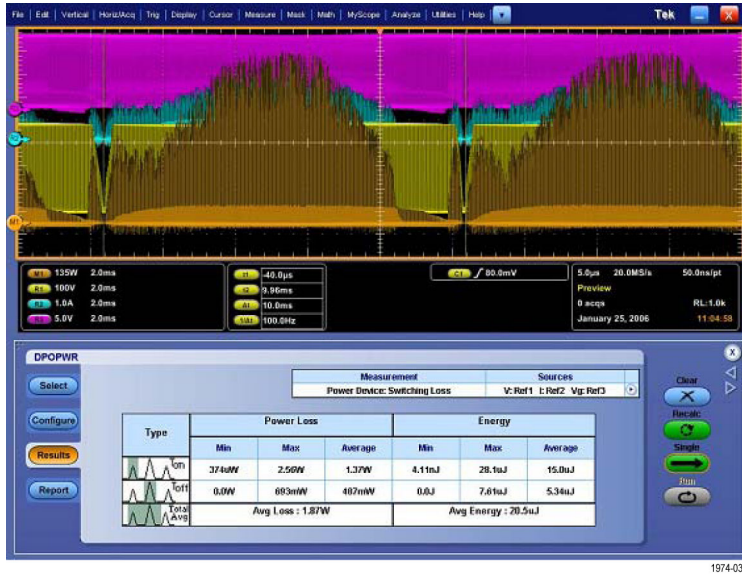 File Edit Vertical Horiz/Acq Trig Display Cursor Measure Mask Math MyScope Analyze Utilities Help
Tek
M1 135W 2.0ms
R1 100V 2.0ms
R2 1.0A 2.0ms
R3 5.0V 2.0ms
t1 -40.0µs
t2 9.96ms
Δt 10.0ms
1/Δt 100.0Hz
C1 80.0mV
5.0µs 20.0MS/s 50.0ns/pt
Preview
0 acqs RL:1.0k
January 25, 2006 11:04:58
DPOPWR
Select
Configure
Results
Report
Measurement Sources
Power Device: Switching Loss V: Ref1 I: Ref2 Vg: Ref3
Type Power Loss Energy
Min Max Average Min Max Average
Ton 374uW 2.56W 1.37W 4.11nJ 28.1uJ 15.0uJ
Toff 0.0W 693mW 487mW 0.0J 7.61uJ 5.34uJ
Total Avg Avg Loss : 1.87W Avg Energy : 20.5uJ
Clear
Recalc
Single
Run
1974-03